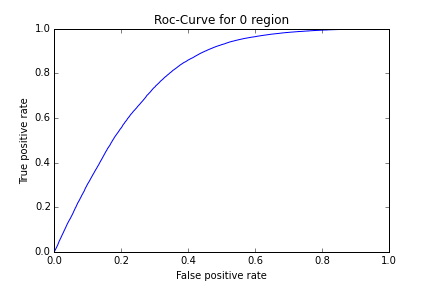 Roc-Curve for 0 region
1.0
0.8
0.6
0.4
0.2
0.0
True positive rate
0.0 0.2 0.4 0.6 0.8 1.0
False positive rate